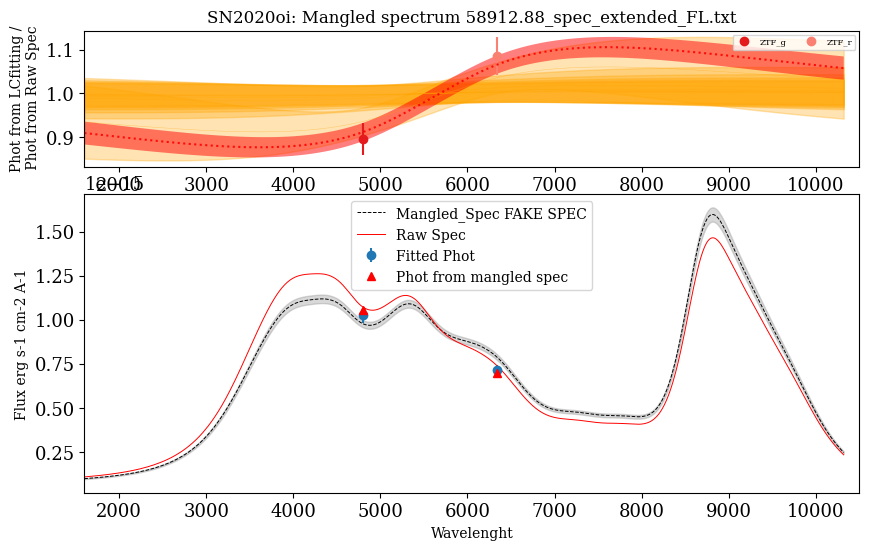 SN2020oi: Mangled spectrum 58912.88_spec_extended_FL.txt
Phot from LCfitting /
Phot from Raw Spec
1.1
1.0
0.9
ZTF_g
ZTF_r
2000 3000 4000 5000 6000 7000 8000 9000 10000
1e−15
Flux erg s-1 cm-2 A-1
1.50
1.25
1.00
0.75
0.50
0.25
Mangled_Spec FAKE SPEC
Raw Spec
Fitted Phot
Phot from mangled spec
2000 3000 4000 5000 6000 7000 8000 9000 10000
Wavelenght